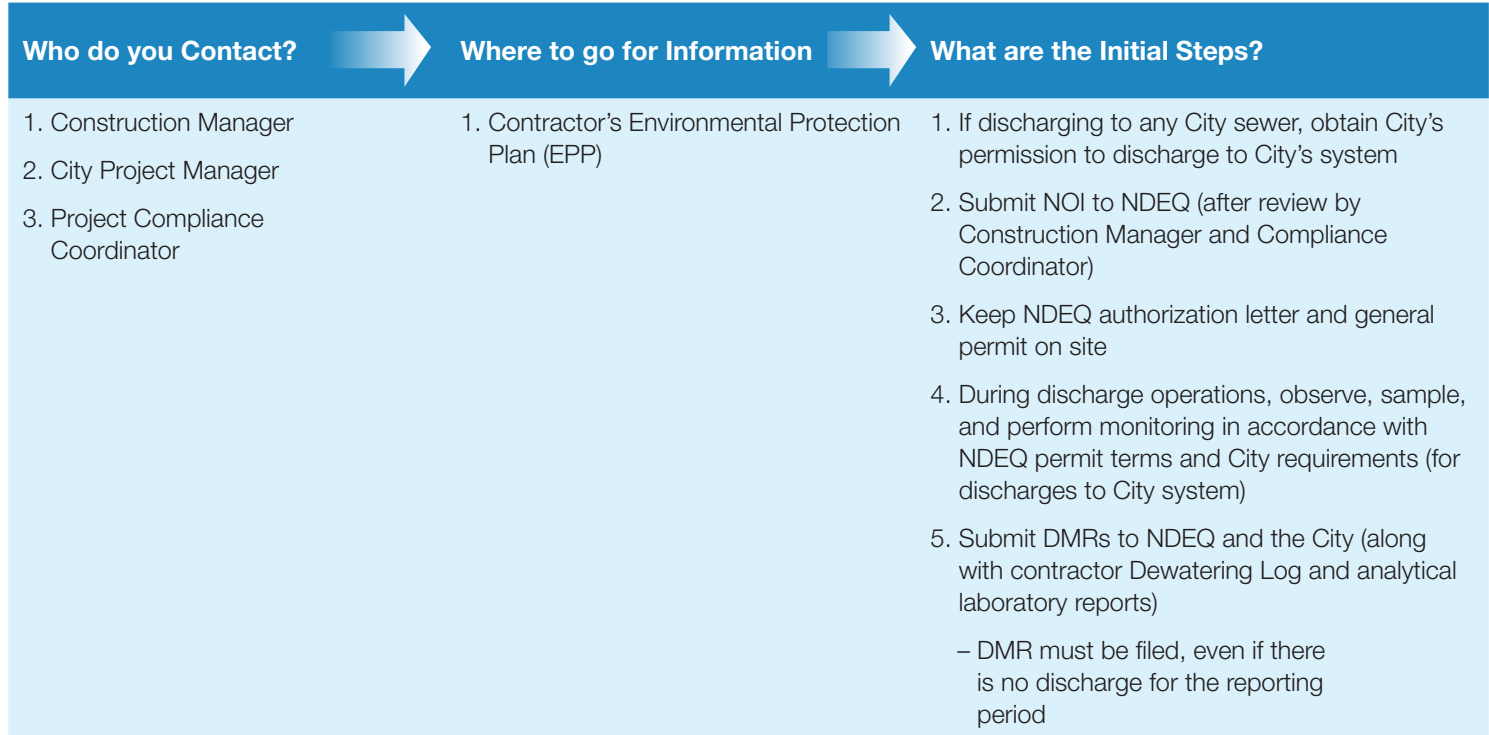 Who do you Contact?
Where to go for Information
What are the Initial Steps?
1. Construction Manager
2. City Project Manager
3. Project Compliance
Coordinator
1. Contractor's Environmental Protection
Plan (EPP)
1. If discharging to any City sewer, obtain City's
permission to discharge to City's system
2. Submit NOI to NDEQ (after review by
Construction Manager and Compliance
Coordinator)
3. Keep NDEQ authorization letter and general
permit on site
4. During discharge operations, observe, sample,
and perform monitoring in accordance with
NDEQ permit terms and City requirements (for
discharges to City system)
5. Submit DMRs to NDEQ and the City (along
with contractor Dewatering Log and analytical
laboratory reports)
– DMR must be filed, even if there
is no discharge for the reporting
period